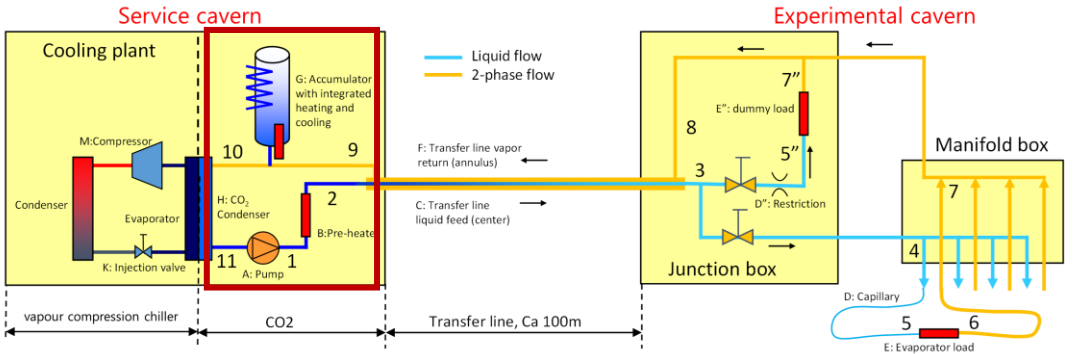 Service cavern
Experimental cavern
Cooling plant
G: Accumulator
with integrated
heating and
cooling
Liquid flow
2-phase flow
M:Compressor
Condenser
Evaporator
K: Injection valve
H: CO2
Condenser
10
9
2
B:Pre-heate
11
A: Pump
1
F: Transfer line vapor
return (annulus)
C: Transfer line
liquid feed (center)
7”
E”: dummy load
8
5”
3
D”: Restriction
Junction box
Manifold box
7
4
D: Capillary
5
6
E: Evaporator load
vapour compression chiller
CO2
Transfer line, Ca 100m